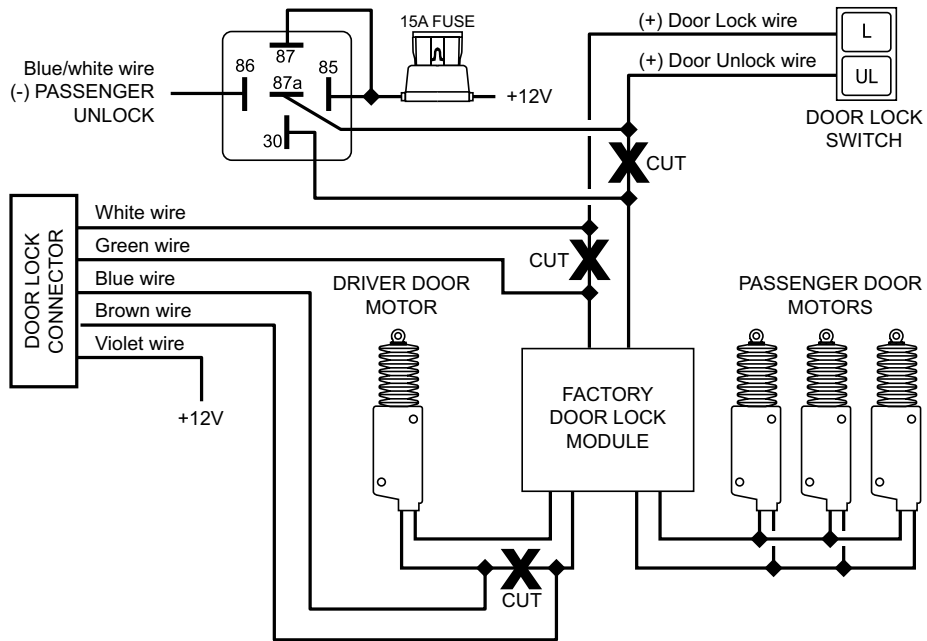 15A FUSE
(+) Door Lock wire
L
Blue/white wire
(-) PASSENGER
UNLOCK
86
87
87a
85
30
+12V
(+) Door Unlock wire
UL
DOOR LOCK
SWITCH
CUT
DOOR LOCK
CONNECTOR
White wire
Green wire
Blue wire
Brown wire
Violet wire
+12V
CUT
DRIVER DOOR
MOTOR
PASSENGER DOOR
MOTORS
FACTORY
DOOR LOCK
MODULE
CUT